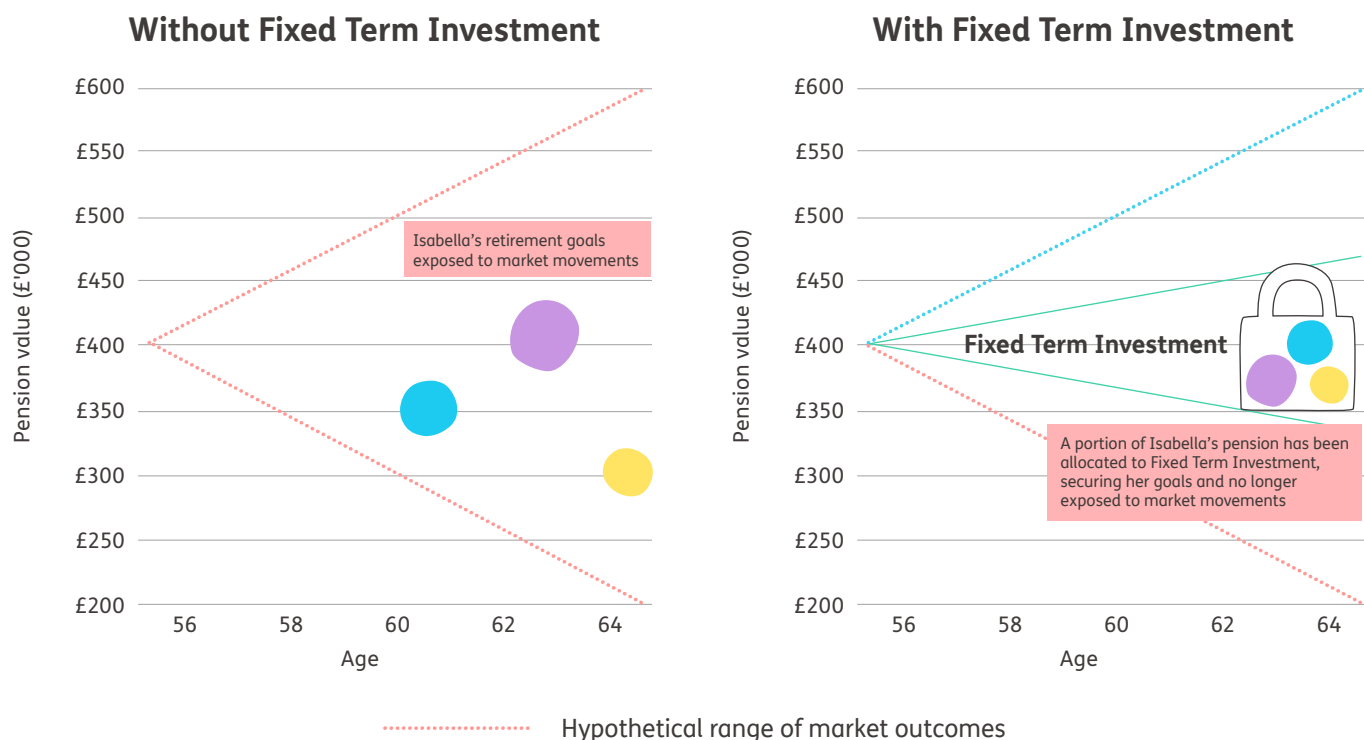 Without Fixed Term Investment
£600
£550
£500
£450
£400
£350
£300
£250
£200
Pension value (£'000)
Isabella’s retirement goals
exposed to market movements
56 58 60 62 64
Age
With Fixed Term Investment
£600
£550
£500
£450
£400
£350
£300
£250
£200
Pension value (£'000)
Fixed Term Investment
A portion of Isabella’s pension has been
allocated to Fixed Term Investment,
securing her goals and no longer
exposed to market movements
56 58 60 62 64
Age
Hypothetical range of market outcomes